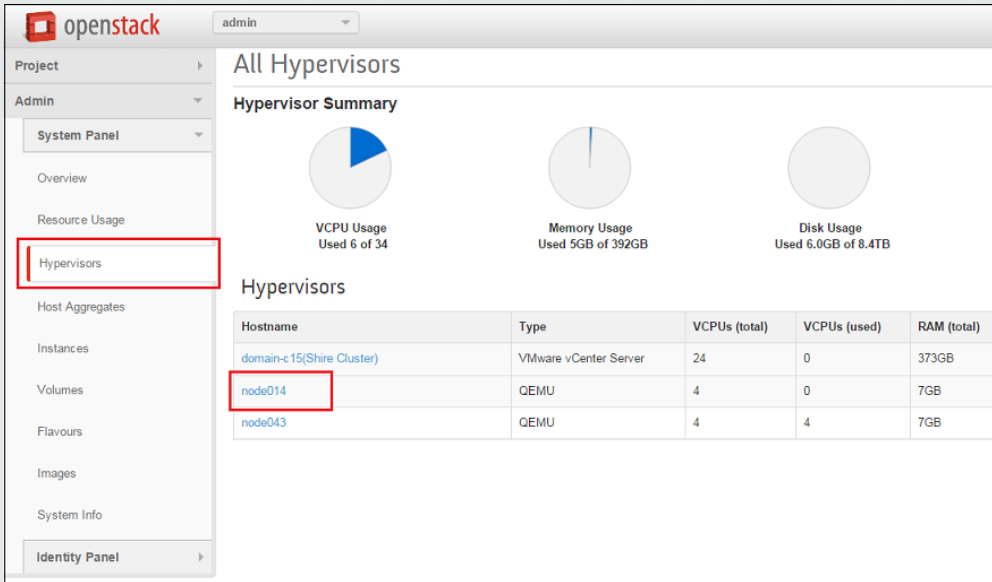 openstack
admin
Project
Admin
System Panel
Overview
Resource Usage
Hypervisors
Host Aggregates
Instances
Volumes
Flavours
Images
System Info
Identity Panel
All Hypervisors
Hypervisor Summary
VCPU Usage
Used 6 of 34
Memory Usage
Used 5GB of 392GB
Disk Usage
Used 6.0GB of 8.4TB
Hypervisors
Hostname Type VCPUs (total) VCPUs (used) RAM (total)
domain-c15(Shire Cluster) VMware vCenter Server 24 0 373GB
node014 QEMU 4 0 7GB
node043 QEMU 4 4 7GB